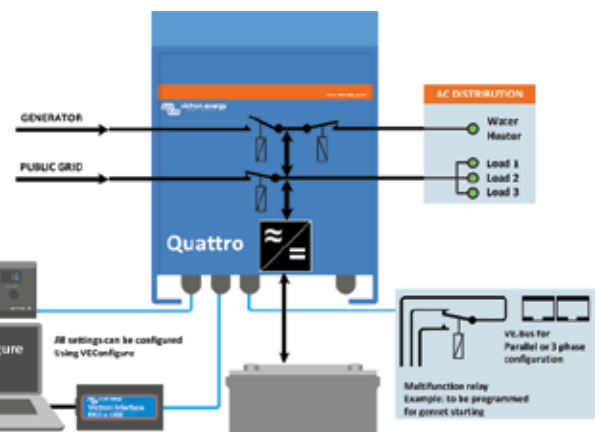 victron energy
GENERATOR
PUBLIC GRID
AC DISTRIBUTION
Water
Heater
Load 1
Load 2
Load 3
Quattro
All settings can be configured
Using VEConfigure
gure
Victron Interface
VE.Bus for
Parallel or 3 phase
configuration
Multifunction relay
Example: to be programmed
for genset starting